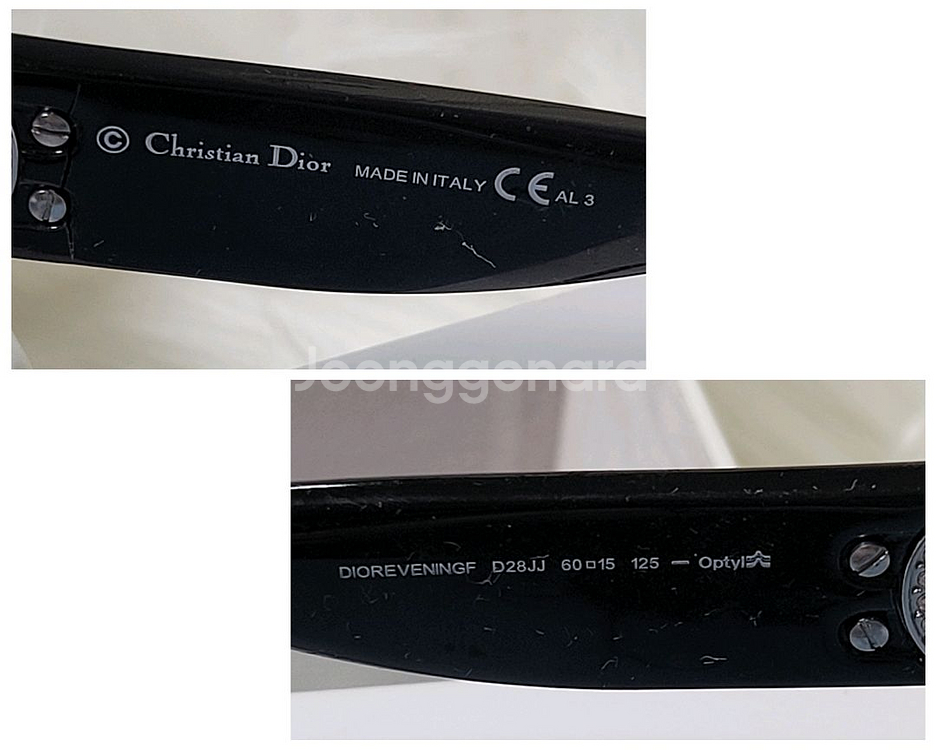 © Christian Dior MADE IN ITALY CE AL 3
Joonggonara
DIOREVENINGF D28JJ 60□15 125 — Optyl